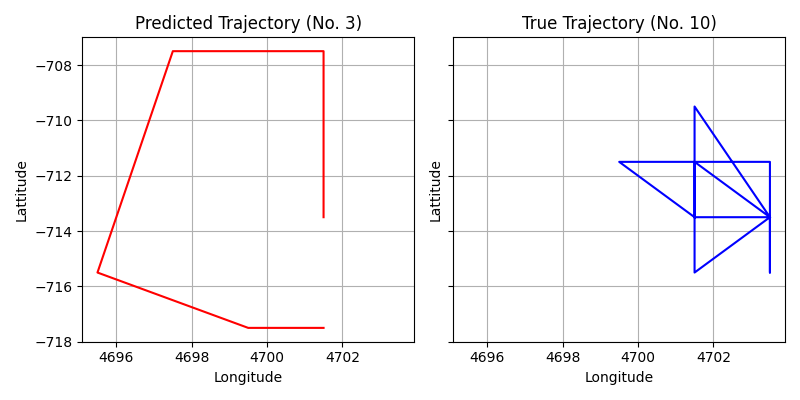 Predicted Trajectory (No. 3)
True Trajectory (No. 10)
−708
−710
−712
−714
−716
−718
Lattitude
4696
4698
4700
4702
Longitude
Lattitude
4696
4698
4700
4702
Longitude